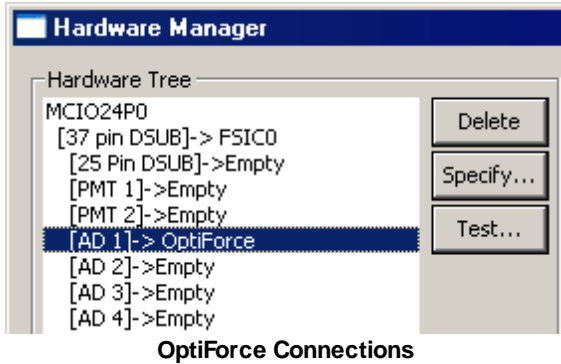 Hardware Manager
Hardware Tree
MCIO24P0
[37 pin DSUB]-> FSIC0
[25 Pin DSUB]->Empty
[PMT 1]->Empty
[PMT 2]->Empty
[AD 1]-> OptiForce
[AD 2]->Empty
[AD 3]->Empty
[AD 4]->Empty
Delete
Specify...
Test...
OptiForce Connections